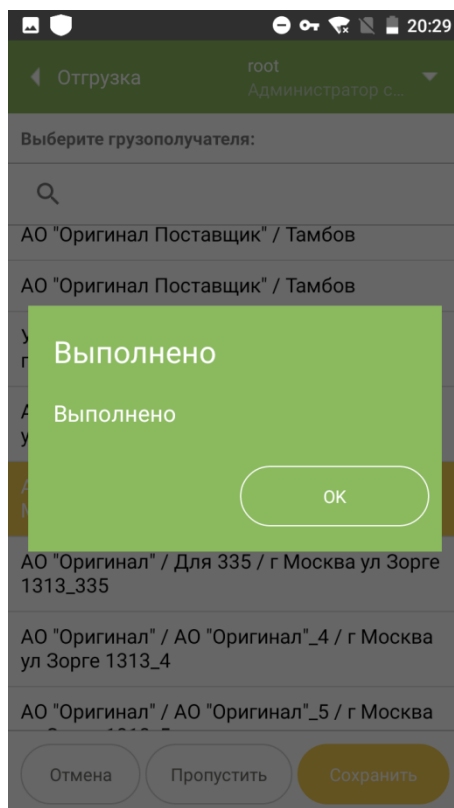 20:29
Отгрузка
root
Администратор с...
Выберите грузополучателя:
АО "Оригинал Поставщик" / Тамбов
АО "Оригинал Поставщик" / Тамбов
Выполнено
Выполнено
OK
АО "Оригинал" / Для 335 / г Москва ул Зорге
1313_335
АО "Оригинал" / АО "Оригинал"_4 / г Москва
ул Зорге 1313_4
АО "Оригинал" / АО "Оригинал"_5 / г Москва
Отмена
Пропустить
Сохранить